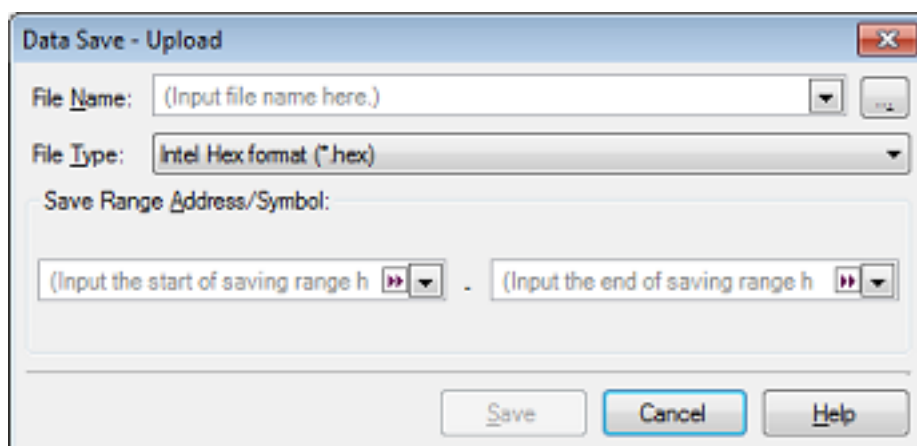 Data Save - Upload
File Name: (Input file name here.) ...
File Type: Intel Hex format (*.hex)
Save Range Address/Symbol:
(Input the start of saving range h - (Input the end of saving range h
Save Cancel Help